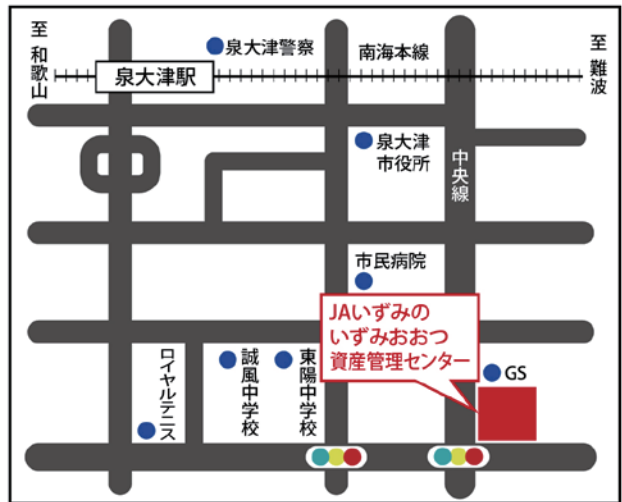 至 和歌山
泉大津駅
泉大津警察
南海本線
至 難波
泉大津
市役所
中央線
市民病院
JAいずみの
いずみおおつ
資産管理センター
GS
ロイヤルテニス
誠風中学校
東陽中学校